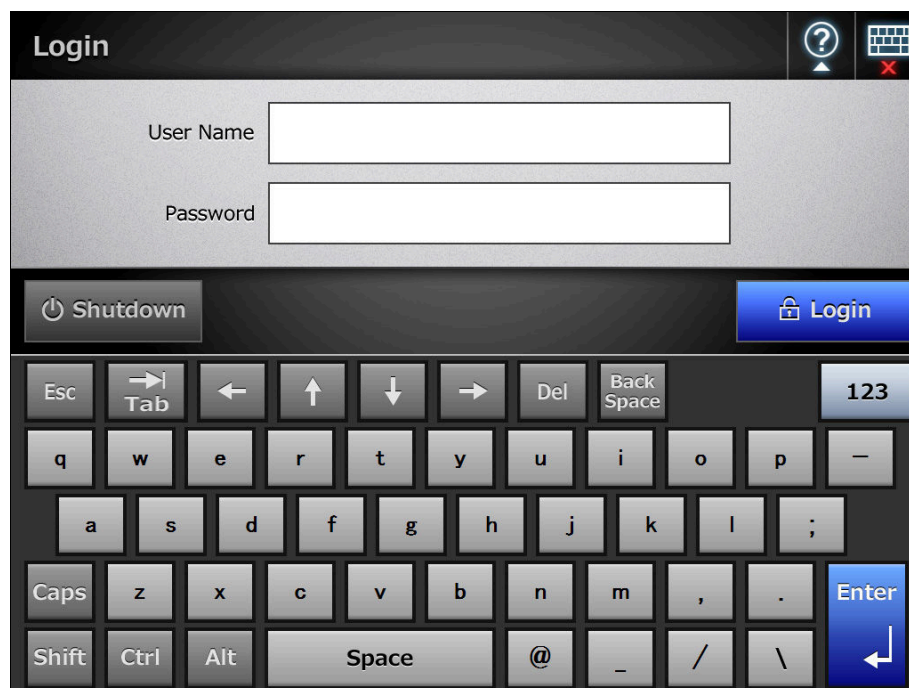 Login
?
User Name
Password
Shutdown
Login
Esc Tab ← ↑ ↓ → Del Back Space 123
q w e r t y u i o p −
a s d f g h j k l ;
Caps z x c v b n m , . Enter
Shift Ctrl Alt Space @ _ / \